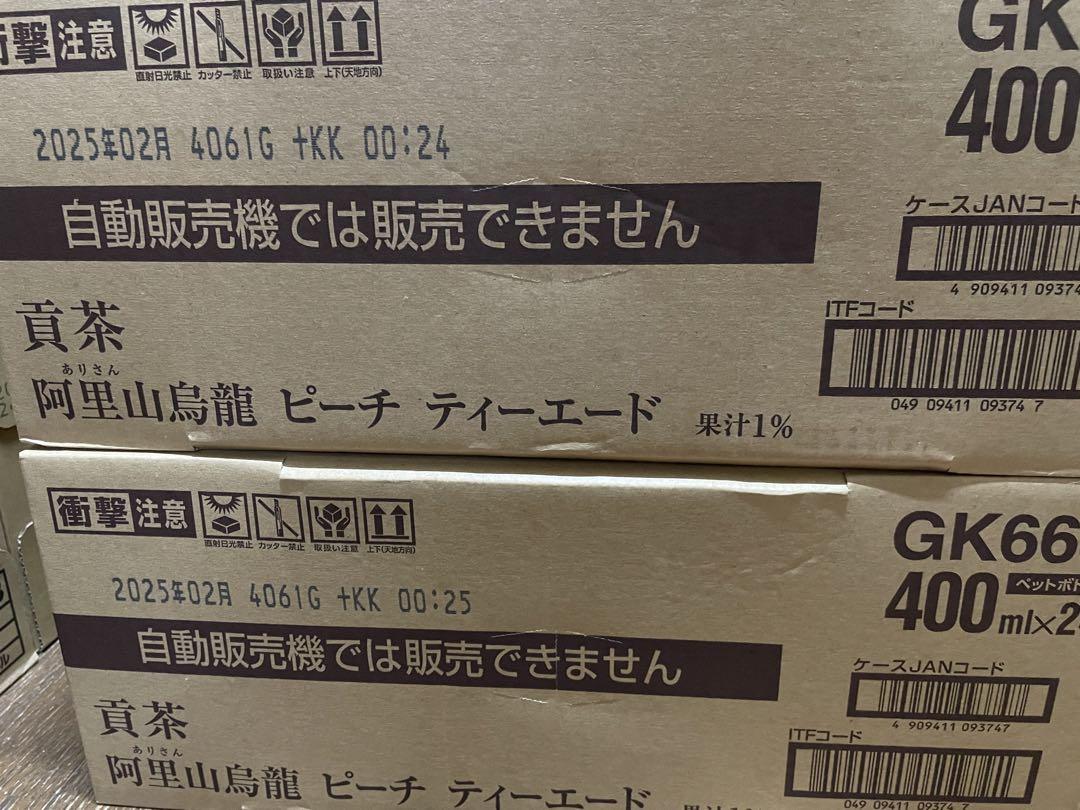 衝撃 注意
直射日光禁止 カッター禁止 取扱い注意 上下(天地方向)
GK
400
2025年02月 4061G +KK 00:24
自動販売機では販売できません
ケースJANコード
4 909411 09374
ITFコード
049 09411 09374 7
貢茶
ありさん
阿里山烏龍 ピーチ ティーエード 果汁1%
衝撃 注意
直射日光禁止 カッター禁止 取扱い注意 上下(天地方向)
GK66
400ml×2
2025年02月 4061G +KK 00:25
自動販売機では販売できません
ケースJANコード
4 909411 093747
ITFコード
049 09411 09374 7
貢茶
ありさん
阿里山烏龍 ピーチ ティーエード